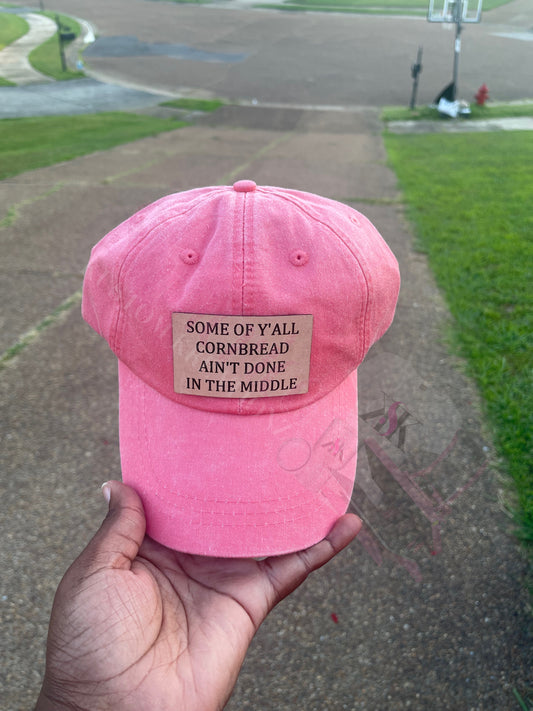 SOME OF Y'ALL
CORNBREAD
AIN'T DONE
IN THE MIDDLE